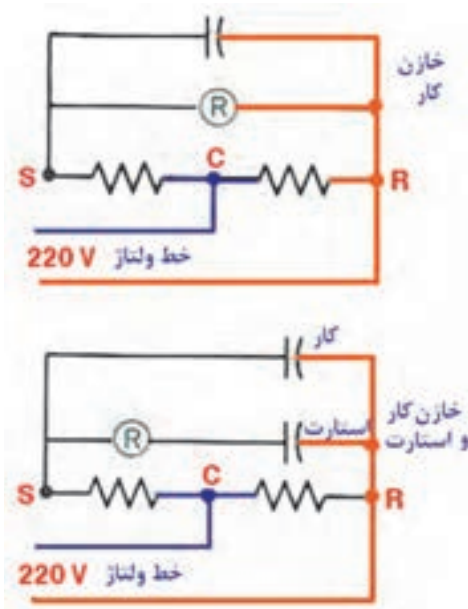 خازن
کار
R
C
S
R
220 V خط ولتاژ
کار
خازن کار
و استارت
استارت
R
C
S
R
220 V خط ولتاژ